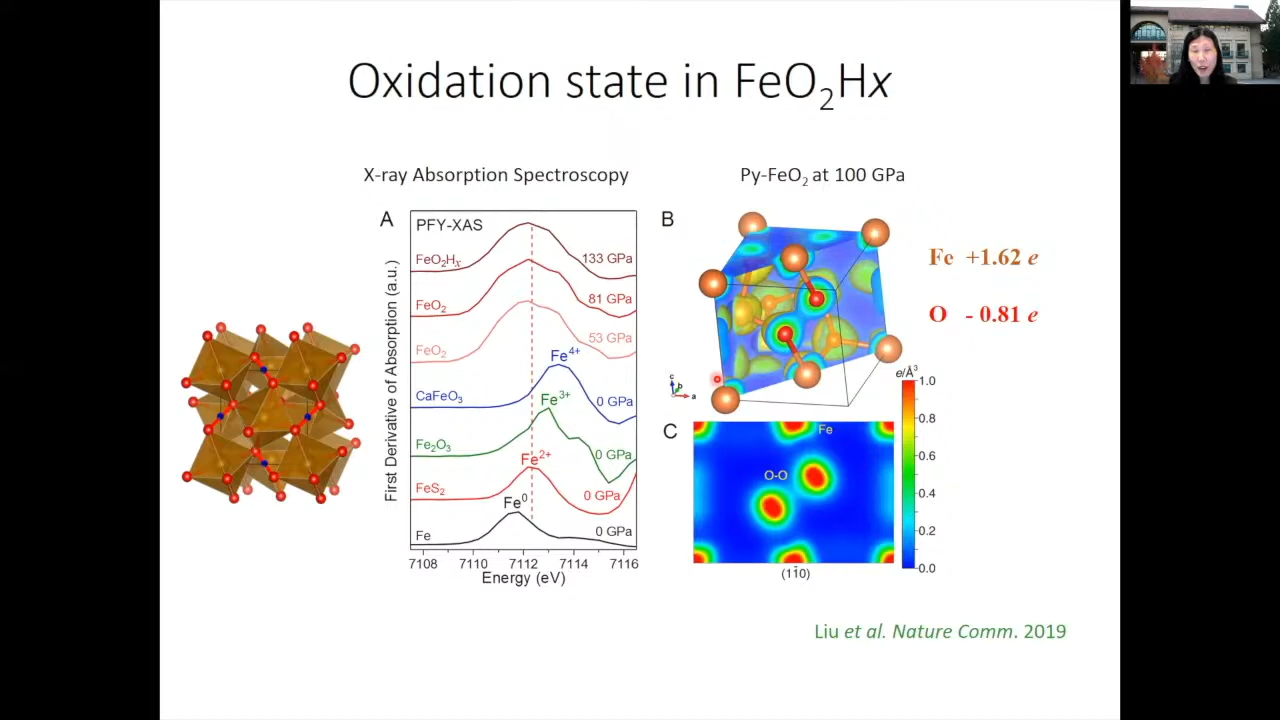 Oxidation state in FeO₂Hx
X-ray Absorption Spectroscopy
Py-FeO₂ at 100 GPa
A
PFY-XAS
FeO₂Hₓ 133 GPa
FeO₂ 81 GPa
FeO₂ 53 GPa
Fe⁴⁺
CaFeO₃ 0 GPa
Fe³⁺
Fe₂O₃ 0 GPa
Fe²⁺
FeS₂ 0 GPa
Fe⁰
Fe 0 GPa
First Derivative of Absorption (a.u.)
7108 7110 7112 7114 7116
Energy (eV)
B
c
b
a
Fe +1.62 e
O - 0.81 e
C
Fe
O-O
(11̅0)
e/Å³
1.0
0.8
0.6
0.4
0.2
0.0
Liu et al. Nature Comm. 2019